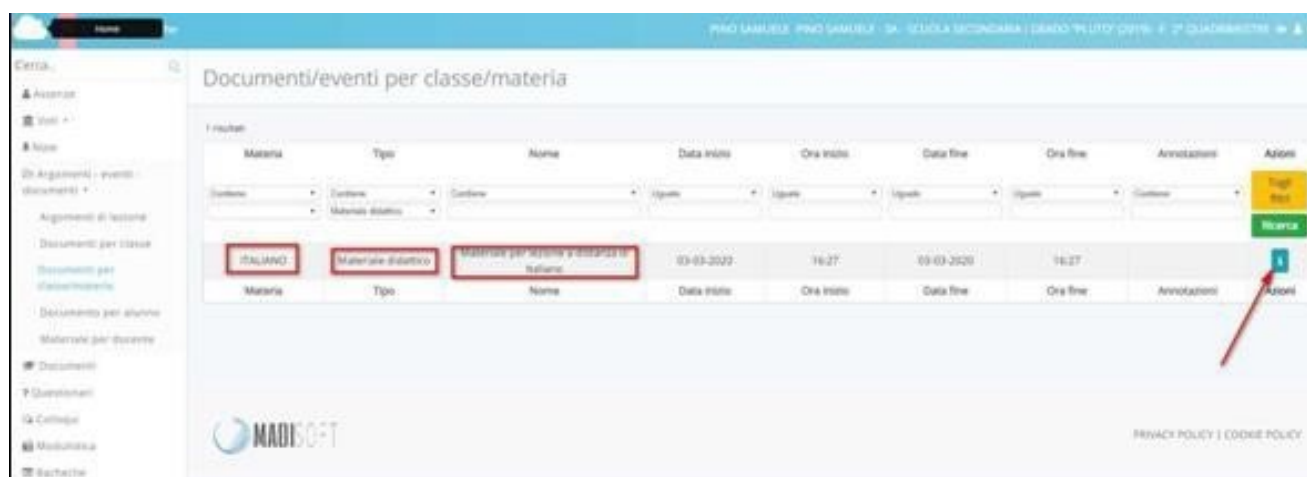 Home
PINO SAMUELE PINO SAMUELE - SA - SCUOLA SECONDARIA I GRADO "PLUTO" (2019) - 2° QUADRIMESTRE
Cerca...
Documenti/eventi per classe/materia
Assenze
Voti
Note
Argomenti - eventi - documenti
Argomenti di lezione
Documenti per classe
Documenti per classe/materia
Documento per alunno
Materiale per docente
Documenti
Questionari
Colloqui
Modulistica
Bacheche
1 risultati
Materia Tipo Nome Data inizio Ora inizio Data fine Ora fine Annotazioni Azioni
Contiene Contiene Contiene Uguale Uguale Uguale Uguale Contiene Togli filtri
Materiale didattico
Ricerca
ITALIANO Materiale didattico Materiale per lezione a distanza di Italiano 03-03-2020 16:27 03-03-2020 16:27
Materia Tipo Nome Data inizio Ora inizio Data fine Ora fine Annotazioni Azioni
MADISOFT
PRIVACY POLICY | COOKIE POLICY